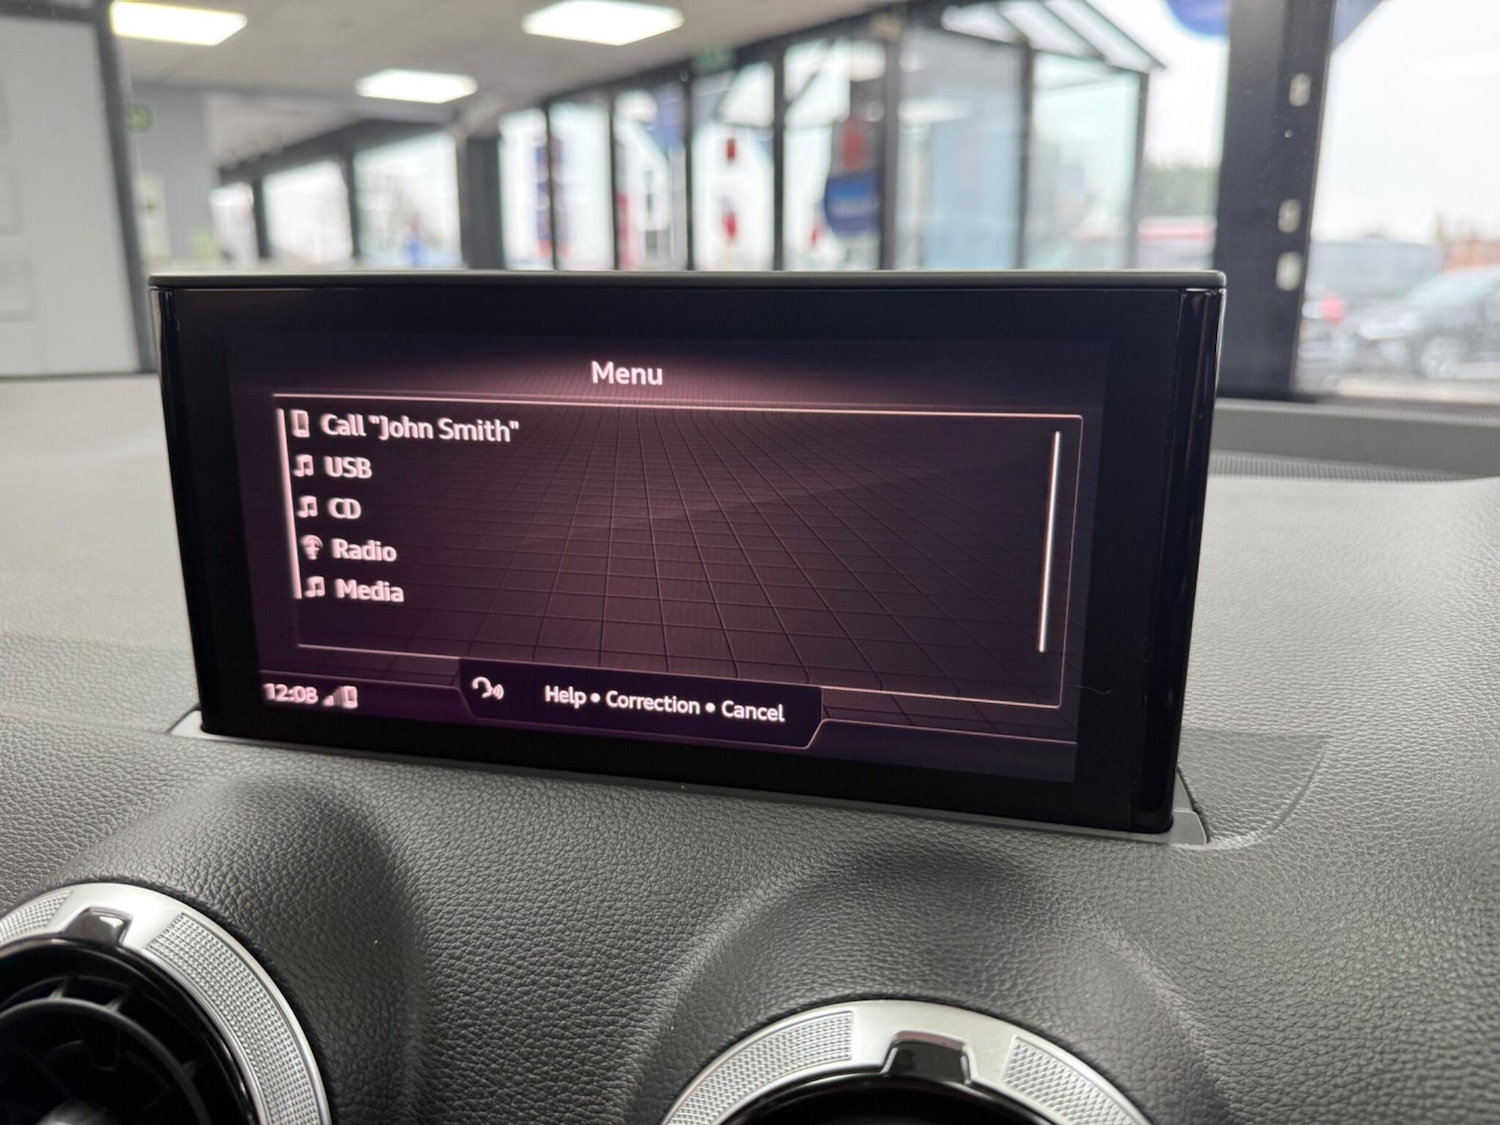 Menu
Call "John Smith"
USB
CD
Radio
Media
12:08
Help • Correction • Cancel